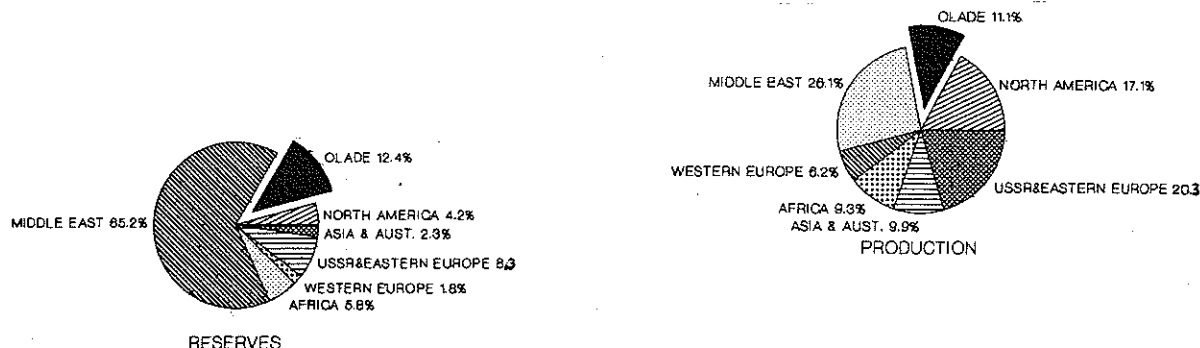 OLADE 12.4%
MIDDLE EAST 65.2%
NORTH AMERICA 4.2%
ASIA & AUST. 2.3%
USSR&EASTERN EUROPE 8.3
WESTERN EUROPE 1.8%
AFRICA 5.8%
RESERVES
OLADE 11.1%
MIDDLE EAST 26.1%
NORTH AMERICA 17.1%
WESTERN EUROPE 6.2%
USSR&EASTERN EUROPE 20.3
AFRICA 9.3%
ASIA & AUST. 9.9%
PRODUCTION